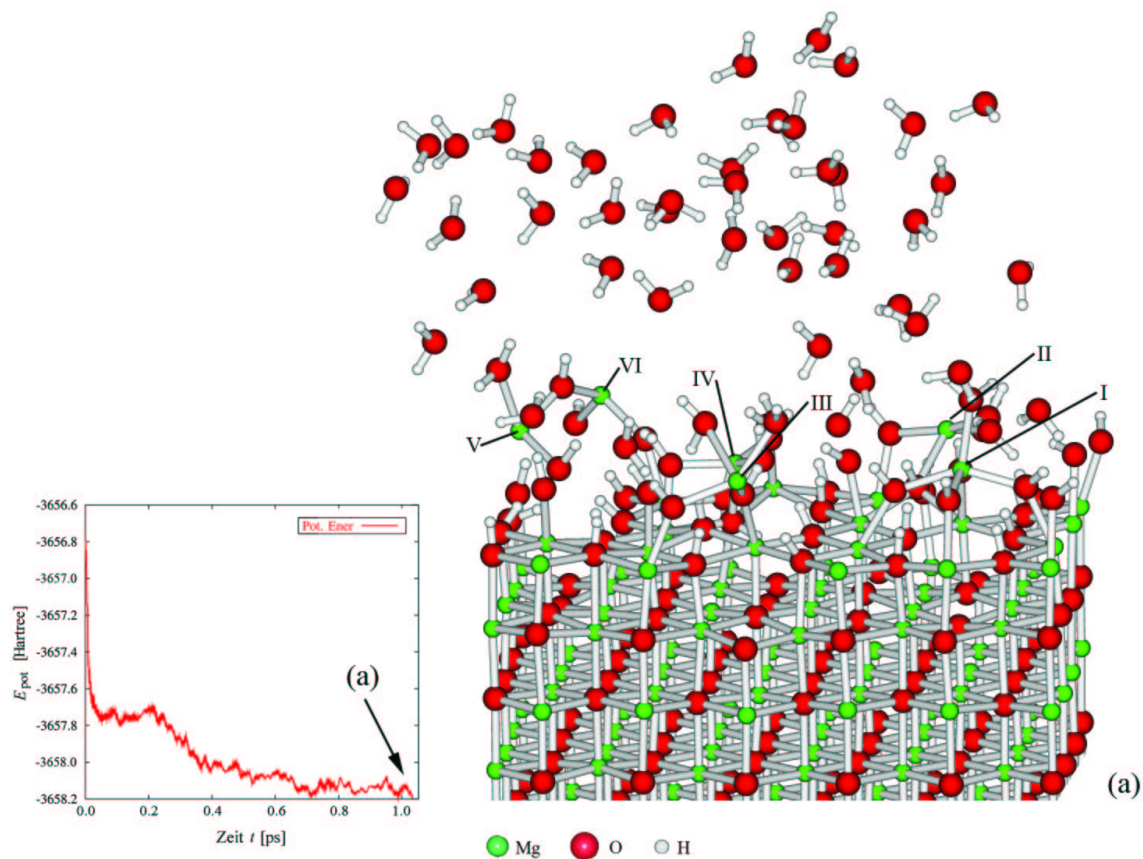 II
VI
IV
I
III
V
-3656.6
Pot. Ener
-3656.8
-3657.0
-3657.2
-3657.4
-3657.6
-3657.8
-3658.0
-3658.2
E_pot [Hartree]
(a)
0.0 0.2 0.4 0.6 0.8 1.0
Zeit t [ps]
(a)
Mg O H